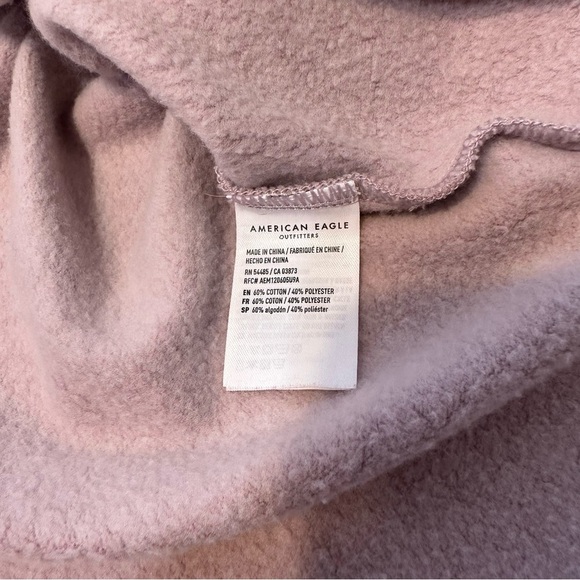 AMERICAN EAGLE
OUTFITTERS
MADE IN CHINA / FABRIQUÉ EN CHINE /
HECHO EN CHINA
RN 54485 / CA 03873
RFC# AEM120605U9A
EN 60% COTTON / 40% POLYESTER
FR 60% COTON / 40% POLYESTER
SP 60% algodón / 40% poliéster